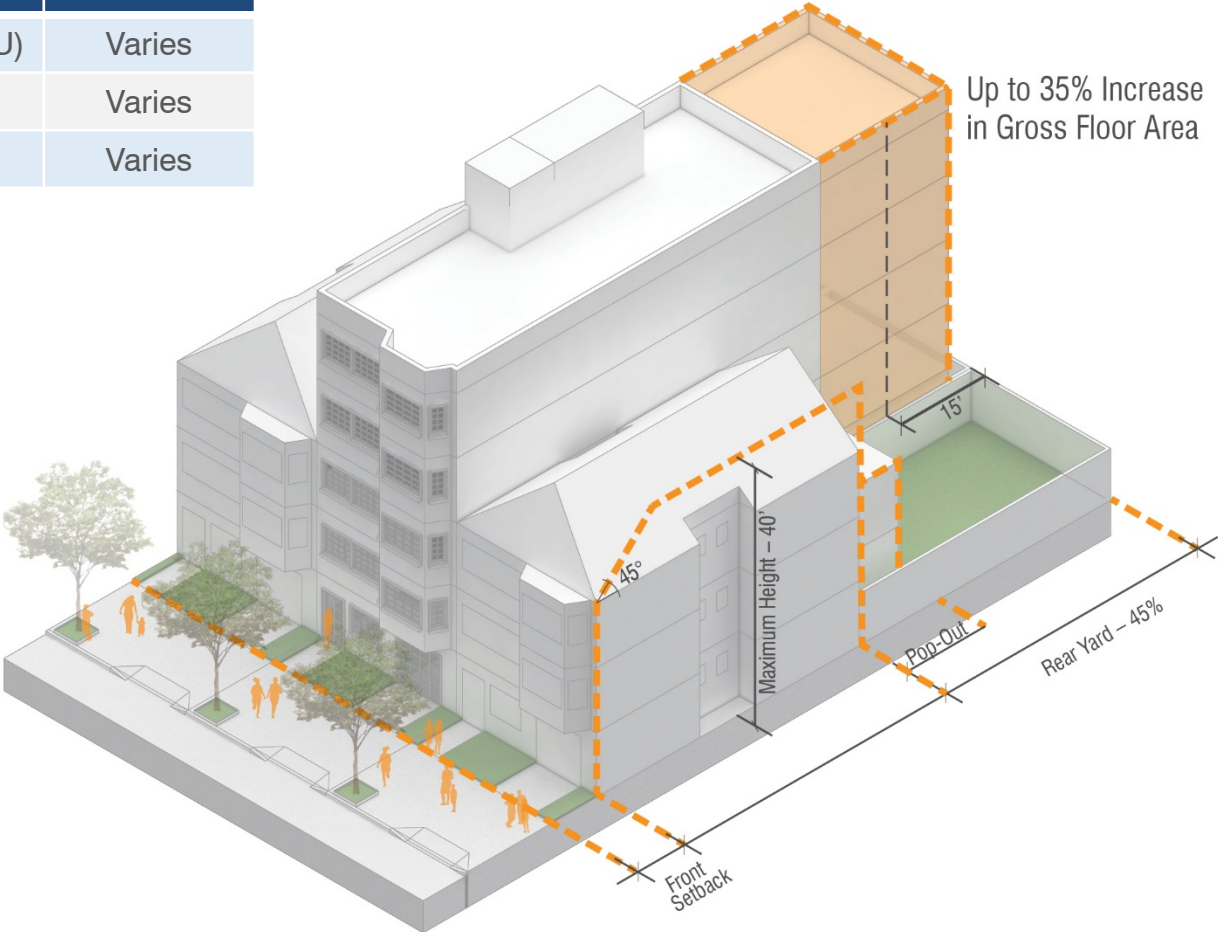 U) Varies
Varies
Varies
Up to 35% Increase
in Gross Floor Area
15'
45°
Maximum Height – 40'
Pop-Out
Rear Yard – 45%
Front
Setback